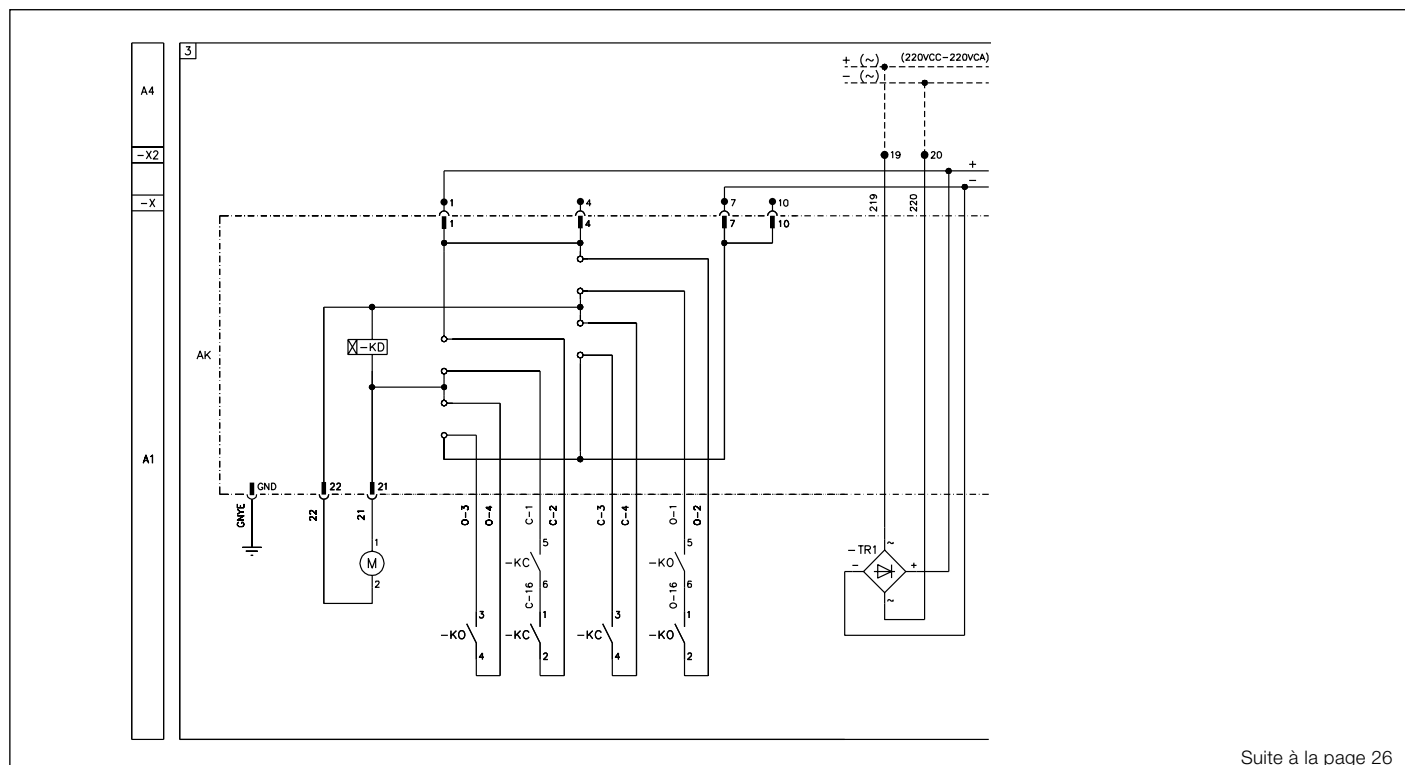 3
+ (~) (220VCC-220VCA)
- (~)
A4
-X2
19 20
+
-
-X
1 4 7 10
219 220
1 4 7 10
AK
X -KD
A1
GND 22 21
GNYE 22 21 O-3 O-4 C-1 C-2 C-3 C-4 O-1 O-2
1
M
2
5 5
-KC -KO
6 6
C-16 O-16
3 1 3 1
-KO -KC -KC -KO
4 2 4 2
-TR1 ~
- +
~
Suite à la page 26